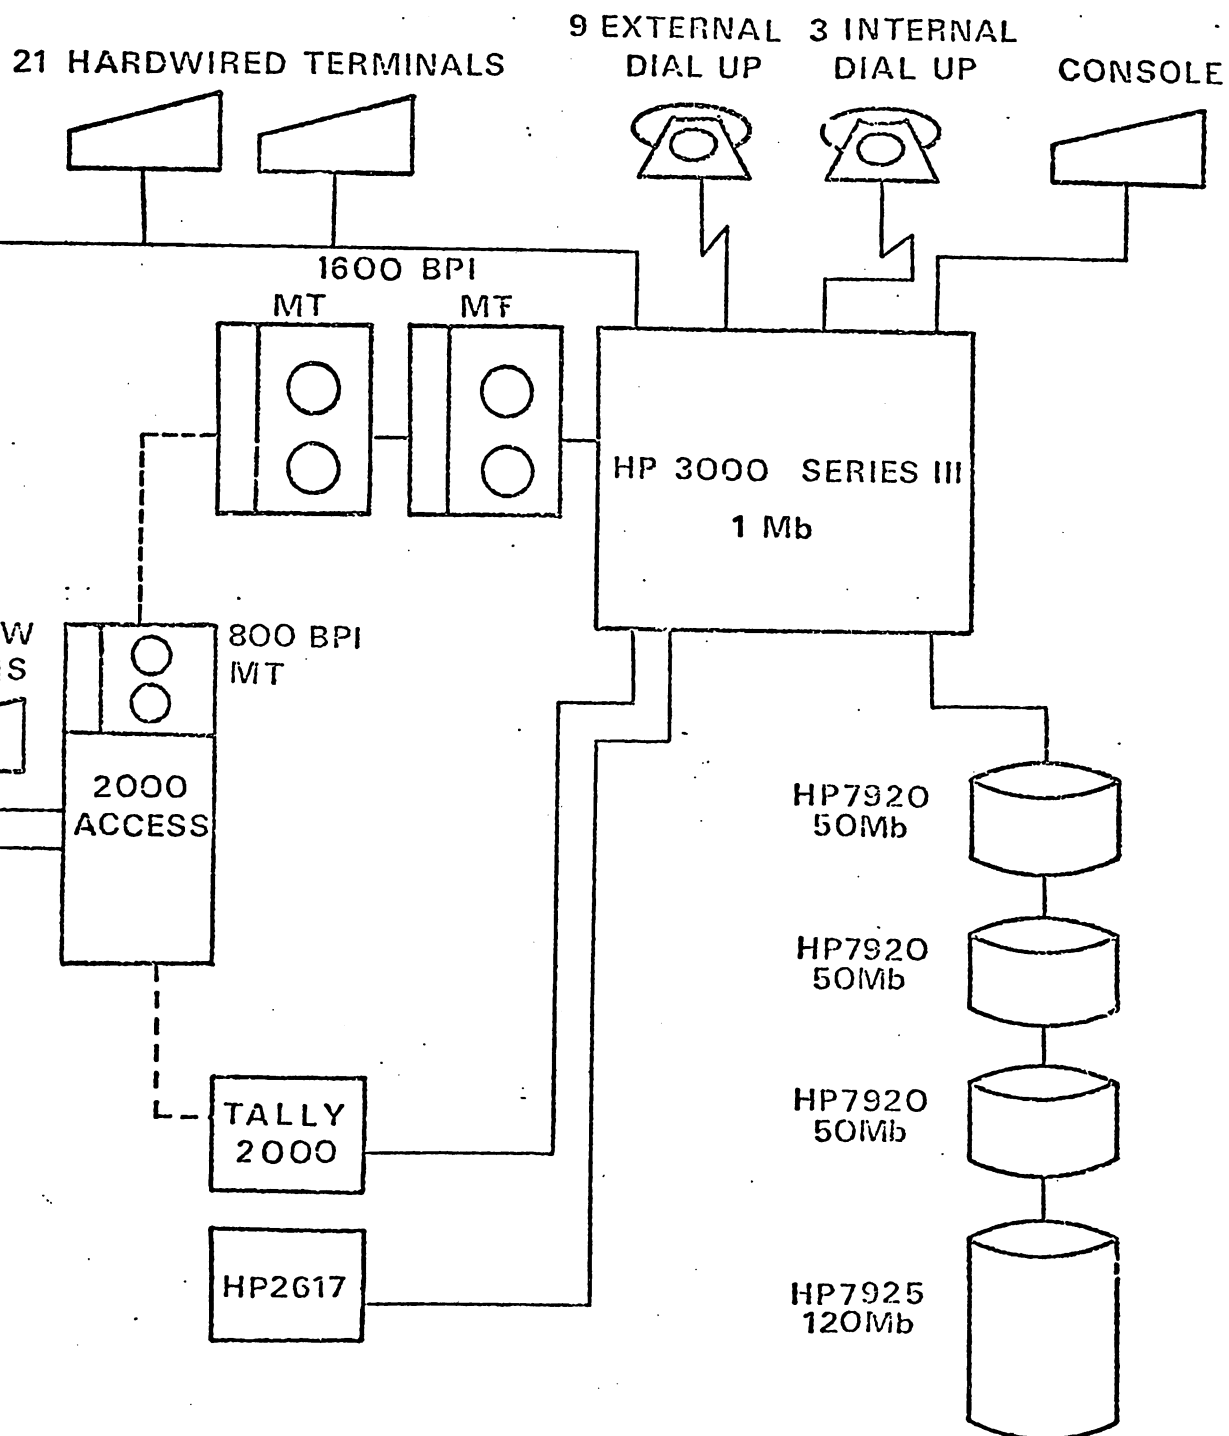 9 EXTERNAL
DIAL UP
3 INTERNAL
DIAL UP
21 HARDWIRED TERMINALS
CONSOLE
1600 BPI
MT
MT
HP 3000 SERIES III
1 Mb
W
S
800 BPI
MT
2000
ACCESS
HP7920
50Mb
HP7920
50Mb
TALLY
2000
HP7920
50Mb
HP2617
HP7925
120Mb